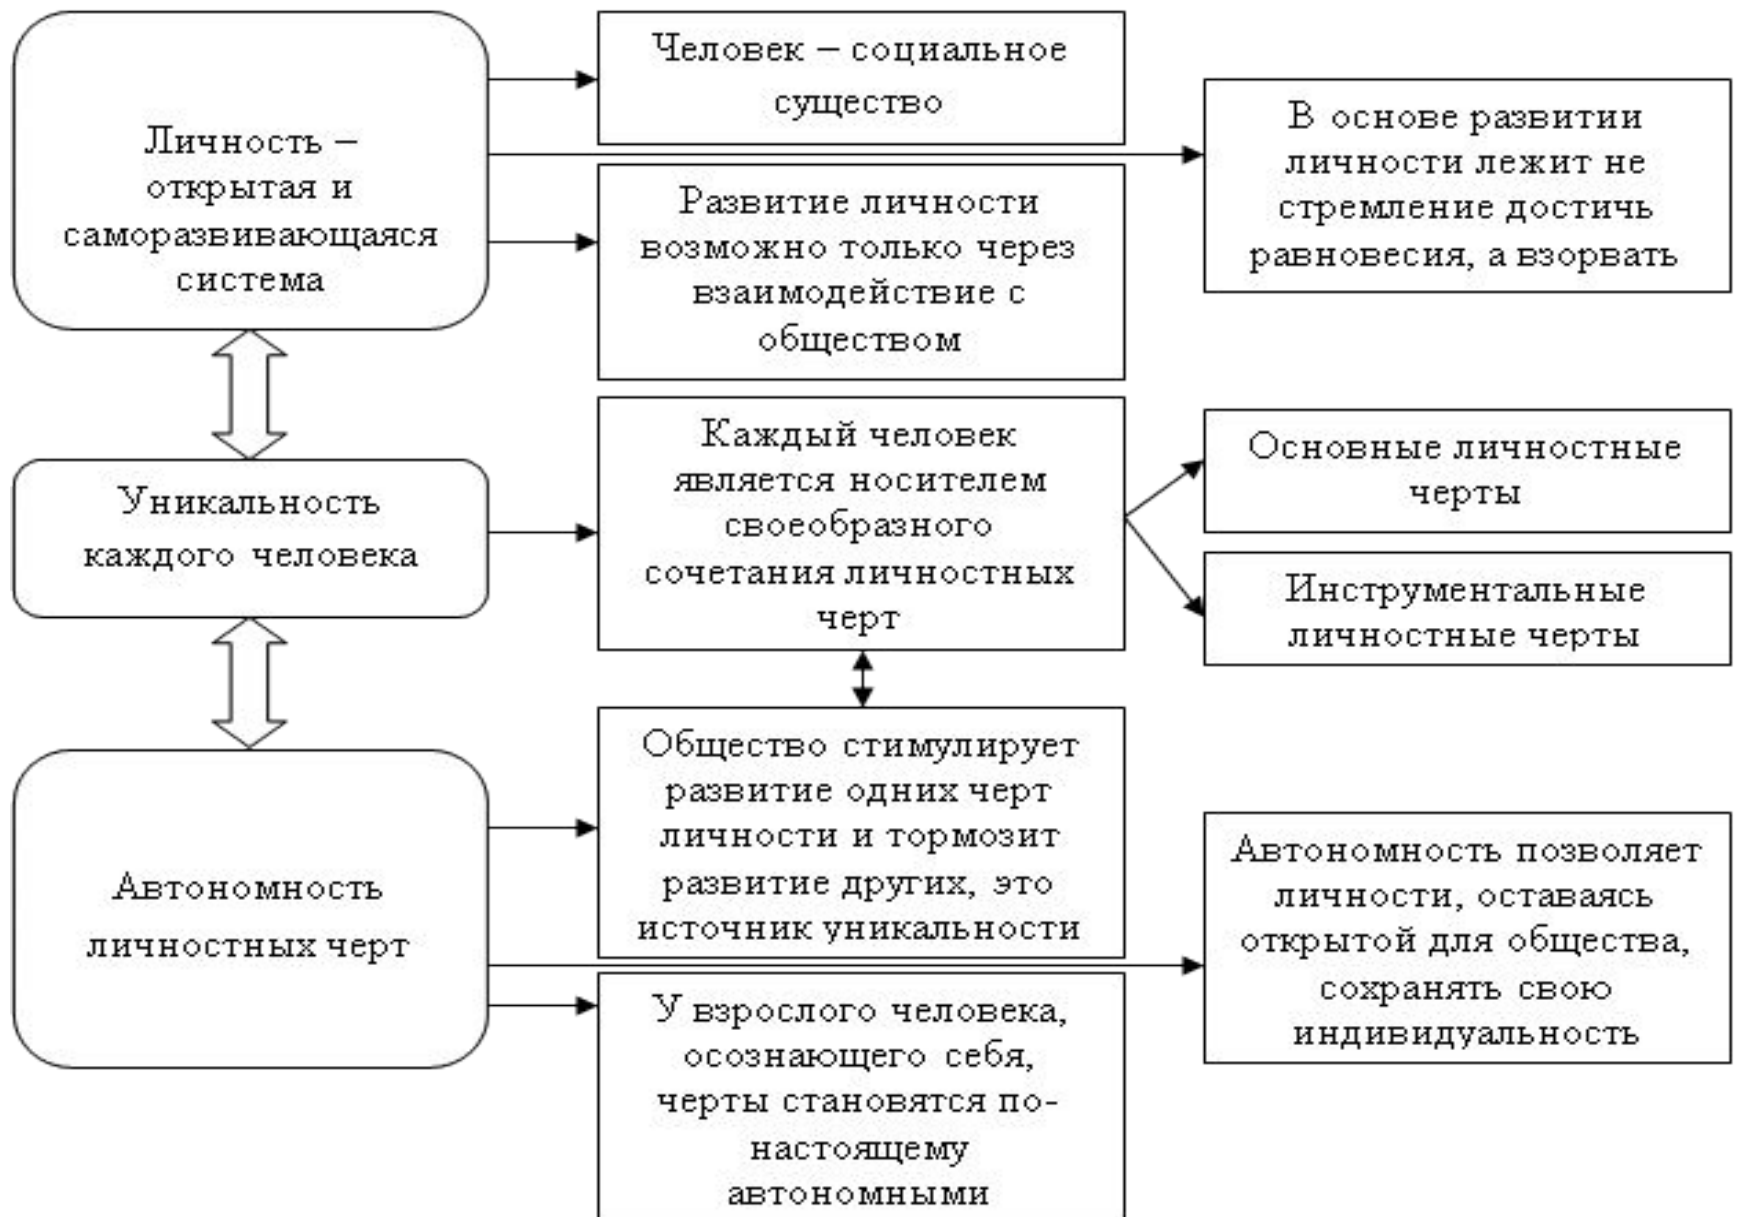 Личность –
открытая и
саморазвивающаяся
система
Человек – социальное
существо
В основе развитии
личности лежит не
стремление достичь
равновесия, а взорвать
Развитие личности
возможно только через
взаимодействие с
обществом
Уникальность
каждого человека
Каждый человек
является носителем
своеобразного
сочетания личностных
черт
Основные личностные
черты
Инструментальные
личностные черты
Автономность
личностных черт
Общество стимулирует
развитие одних черт
личности и тормозит
развитие других, это
источник уникальности
Автономность позволяет
личности, оставаясь
открытой для общества,
сохранять свою
индивидуальность
У взрослого человека,
осознающего себя,
черты становятся по-
настоящему
автономными